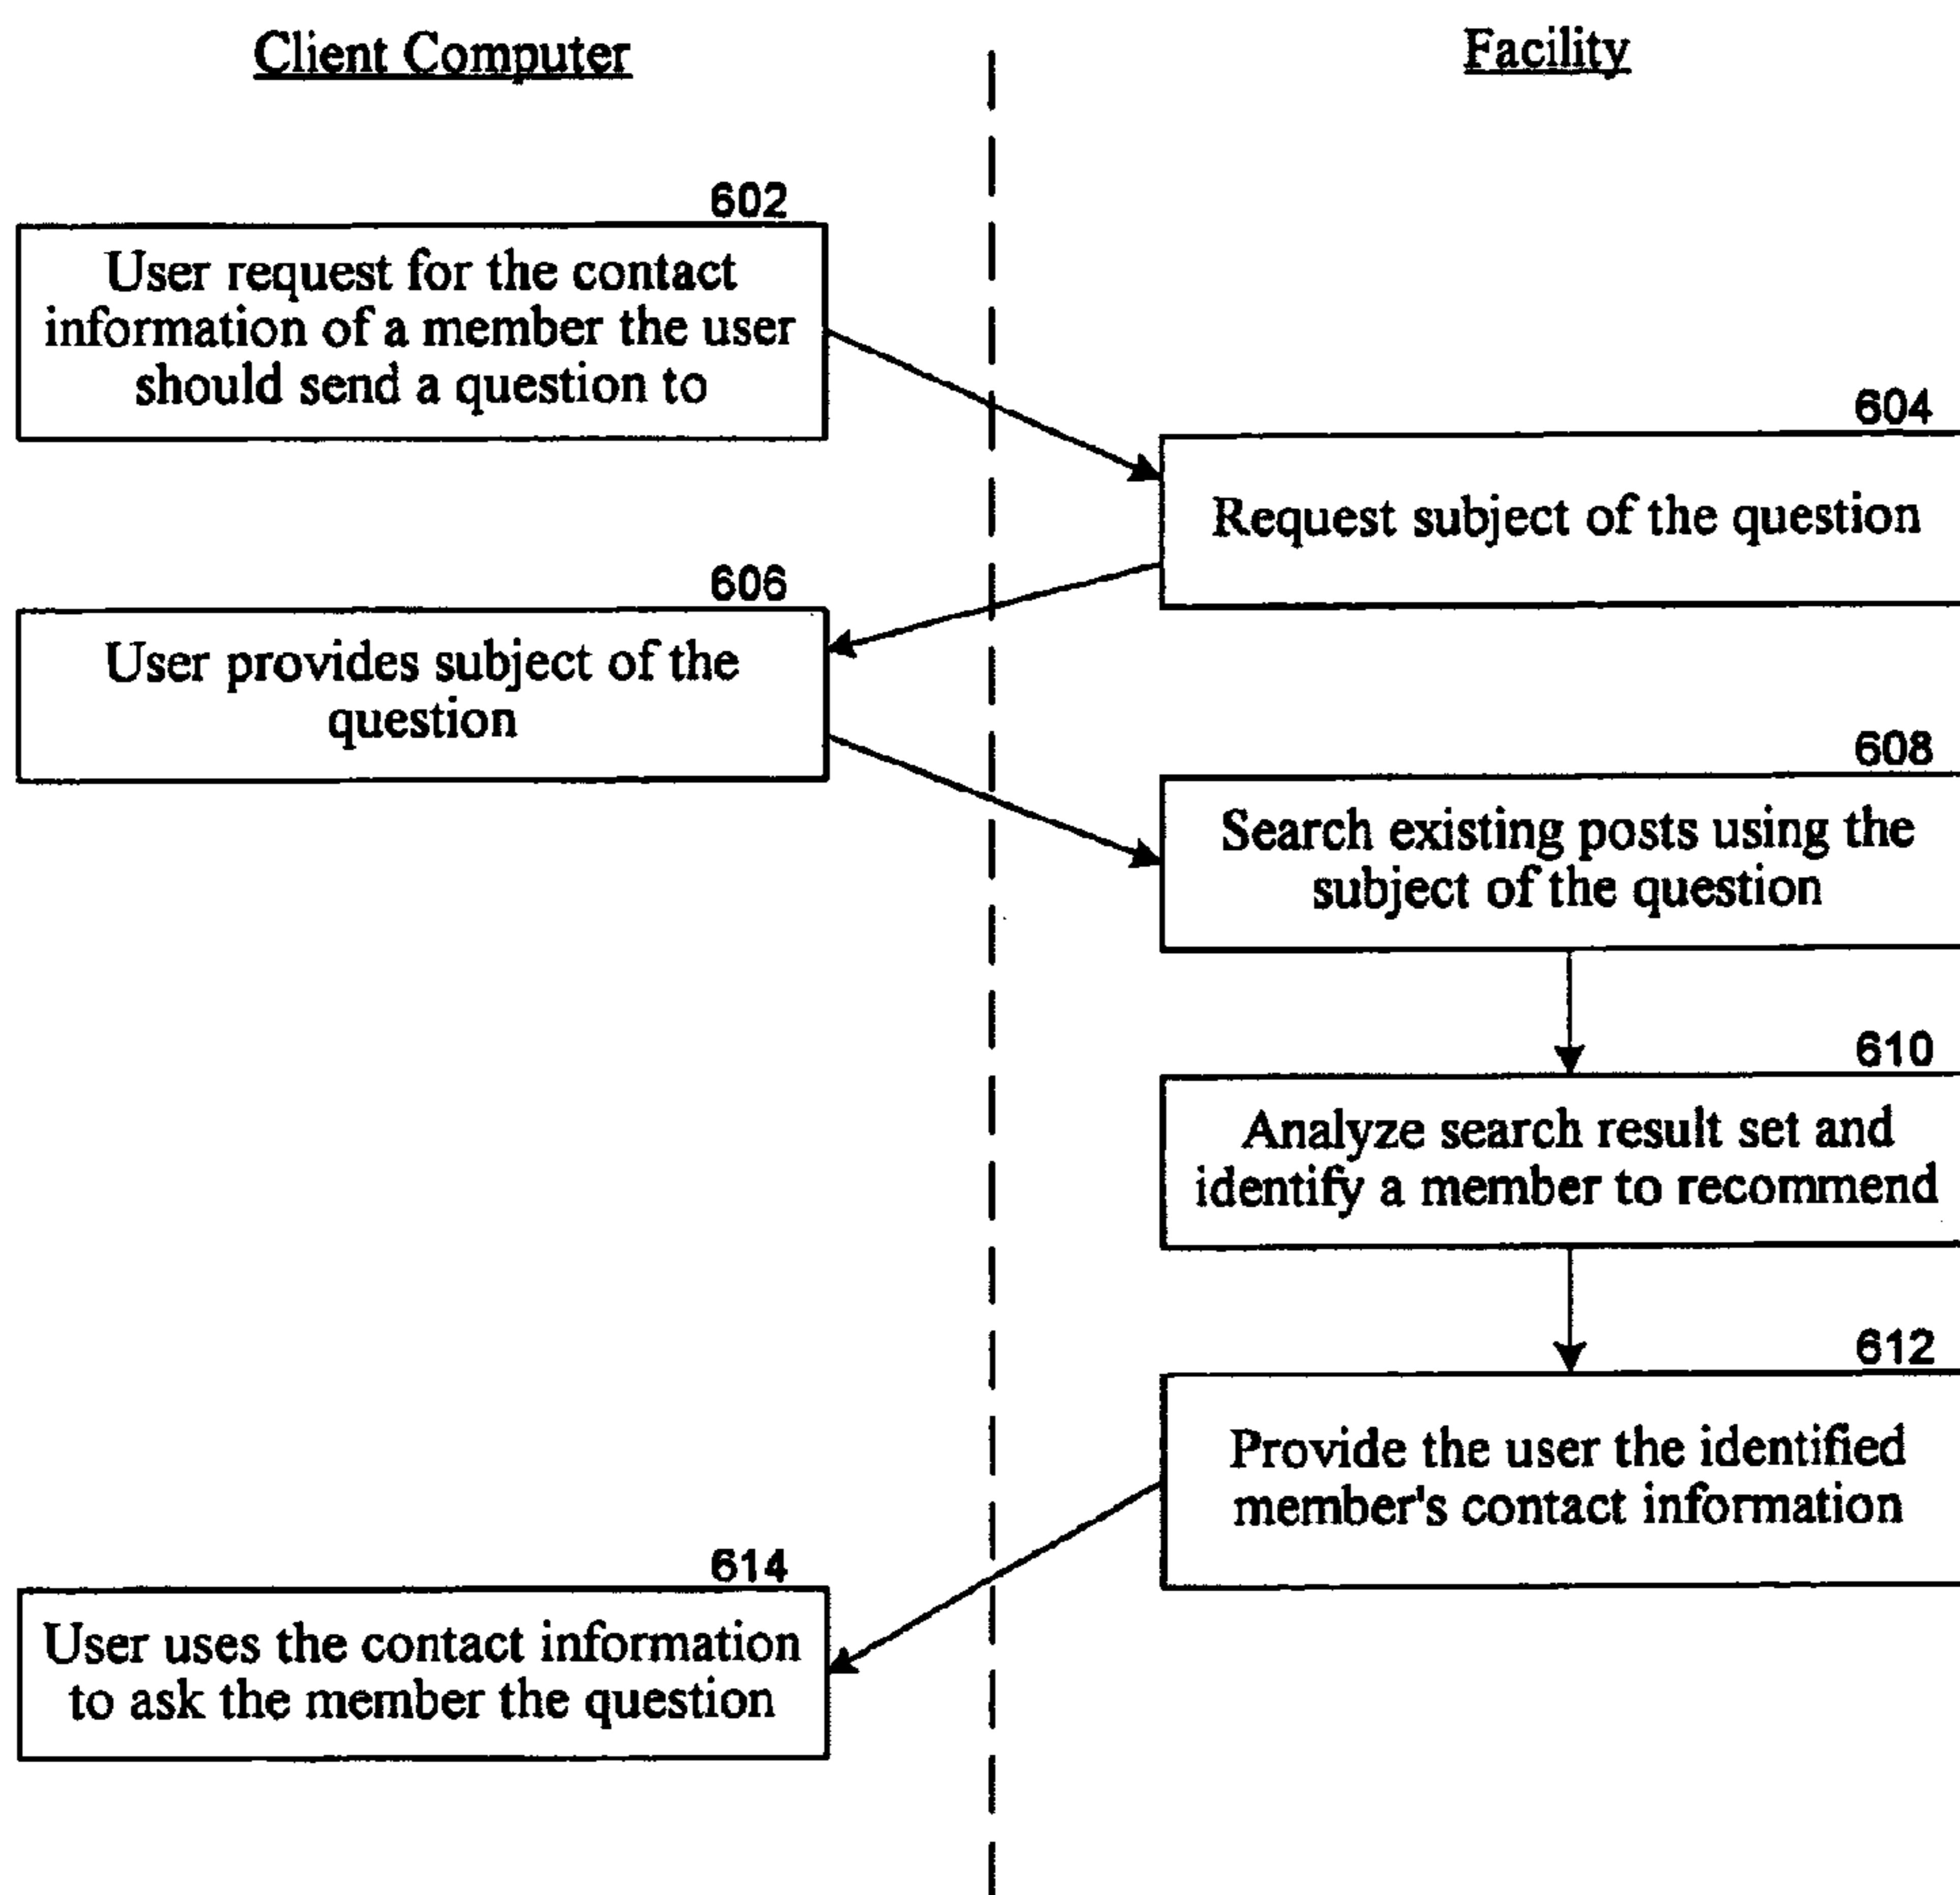 Client Computer
Facility
602
User request for the contact
information of a member the user
should send a question to
604
Request subject of the question
606
User provides subject of the
question
608
Search existing posts using the
subject of the question
610
Analyze search result set and
identify a member to recommend
612
Provide the user the identified
member's contact information
614
User uses the contact information
to ask the member the question